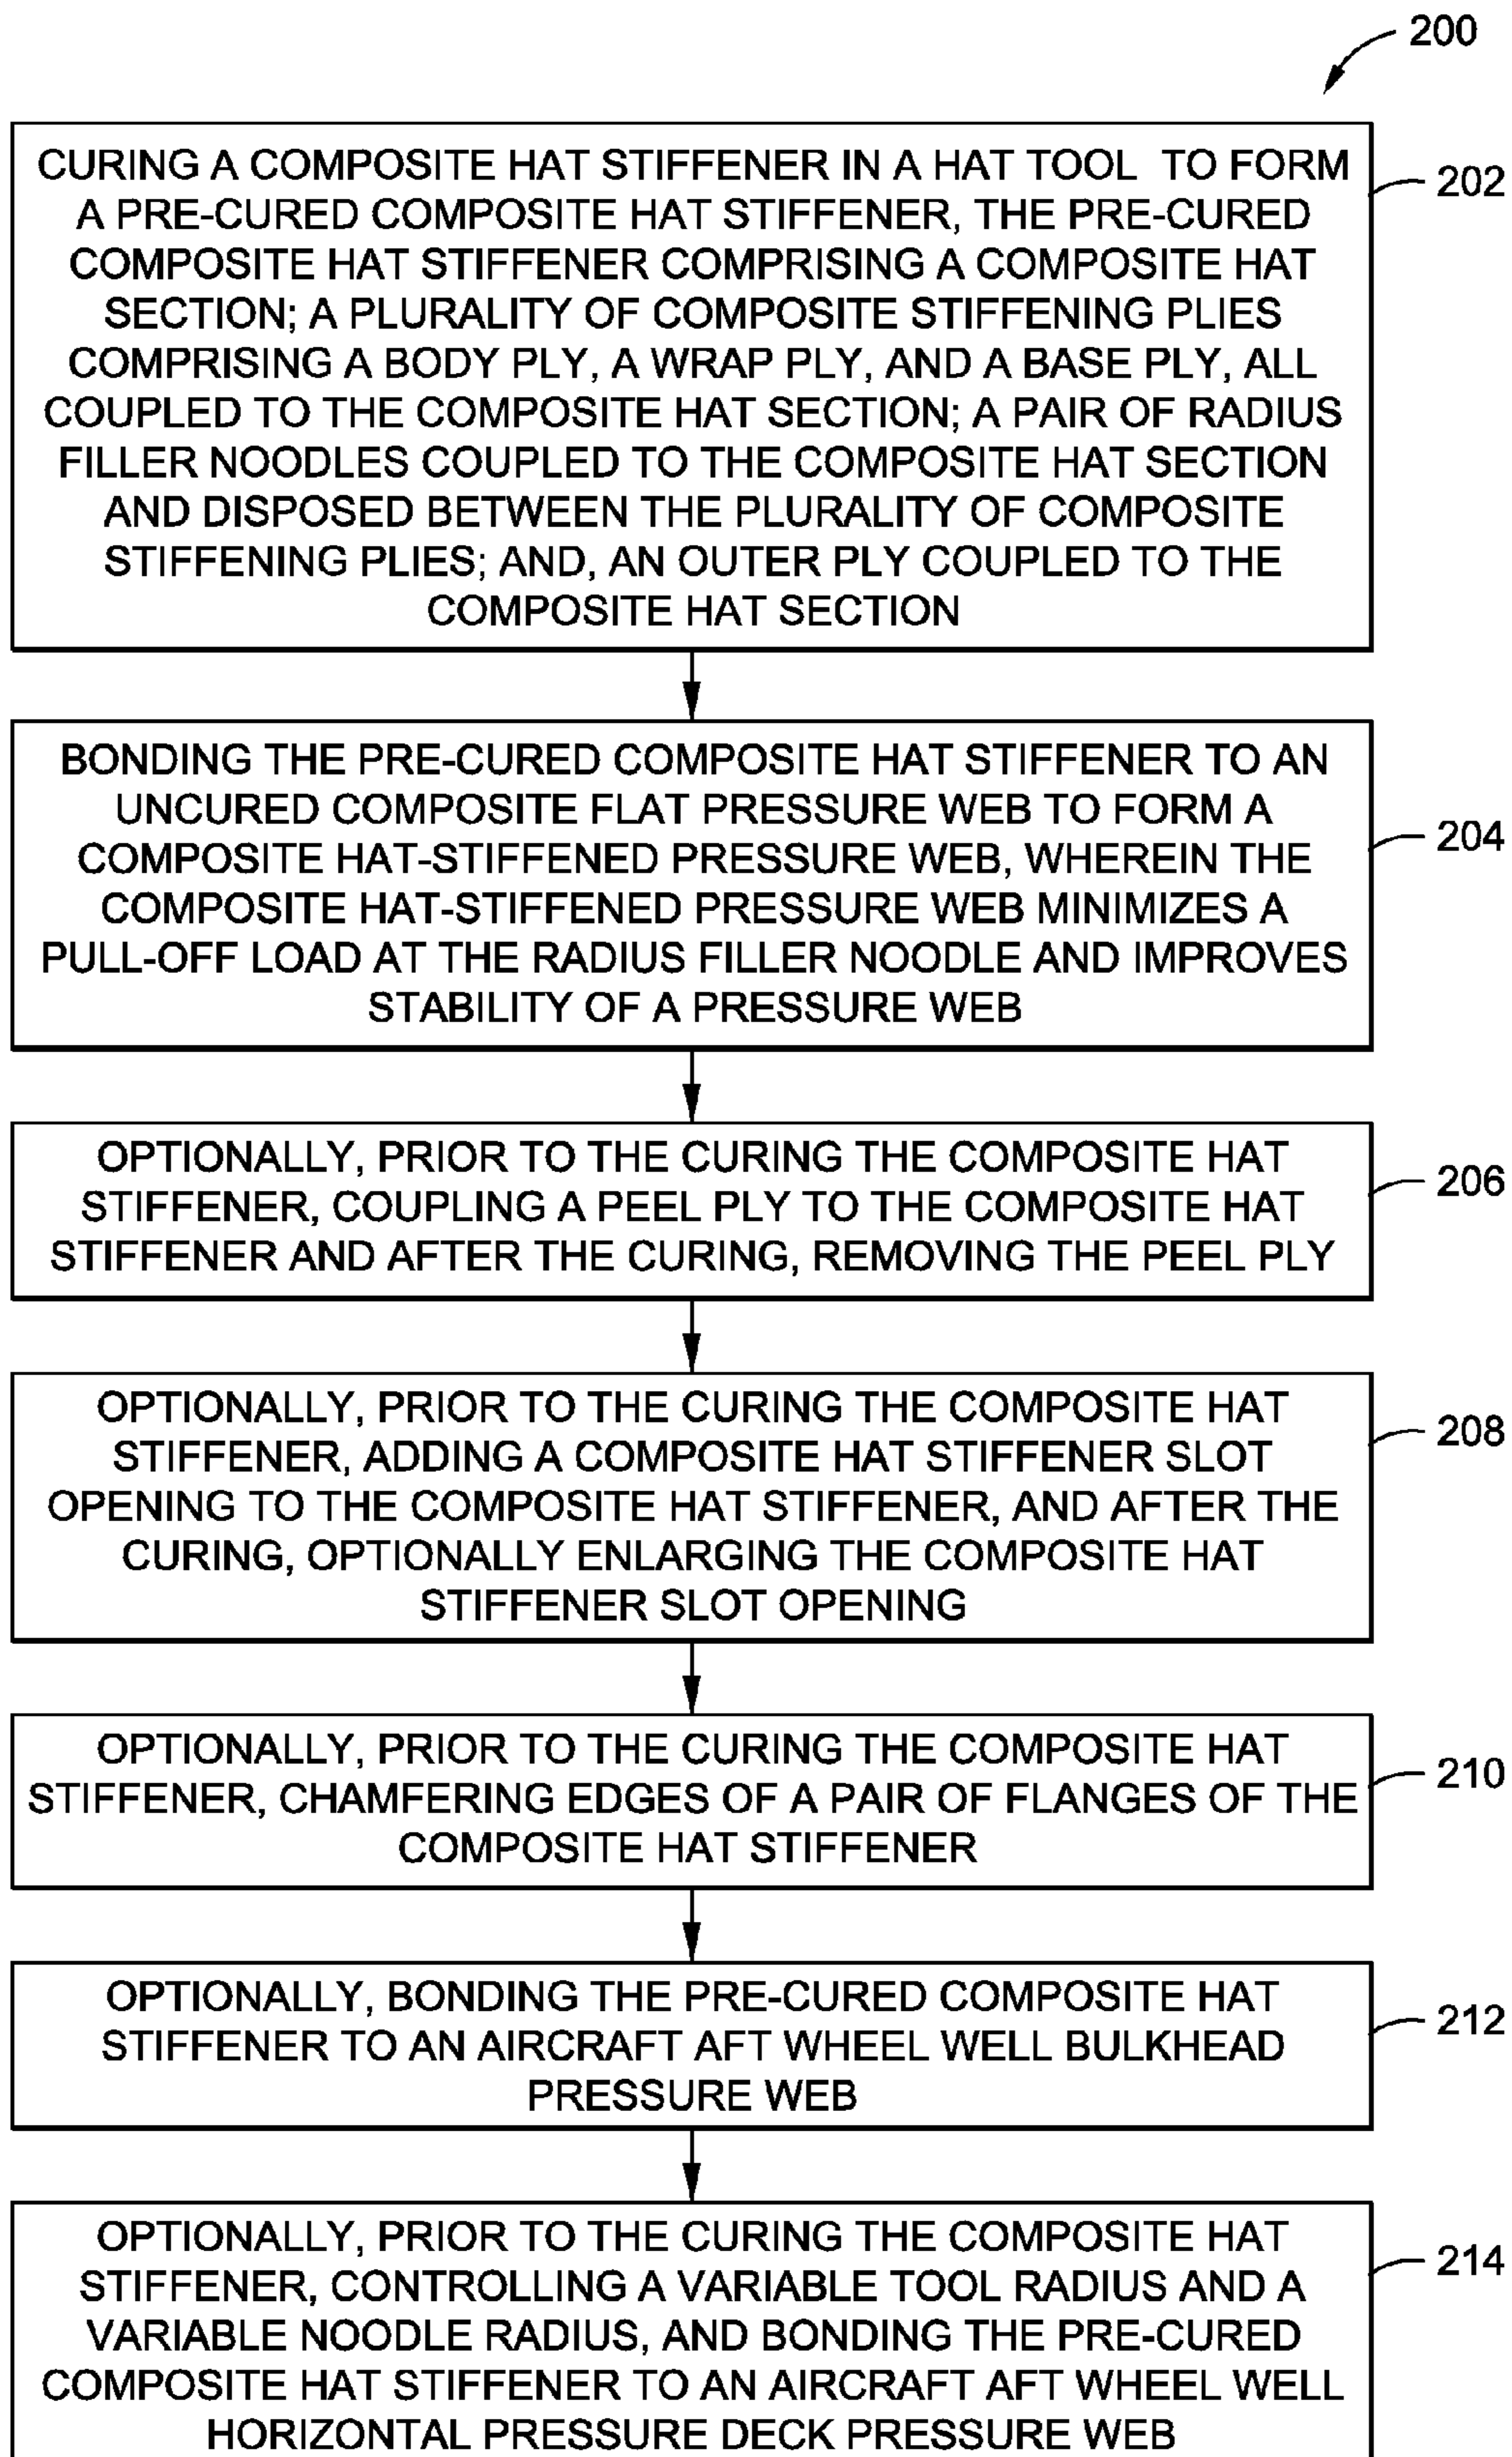 200
CURING A COMPOSITE HAT STIFFENER IN A HAT TOOL TO FORM
A PRE-CURED COMPOSITE HAT STIFFENER, THE PRE-CURED
COMPOSITE HAT STIFFENER COMPRISING A COMPOSITE HAT
SECTION; A PLURALITY OF COMPOSITE STIFFENING PLIES
COMPRISING A BODY PLY, A WRAP PLY, AND A BASE PLY, ALL
COUPLED TO THE COMPOSITE HAT SECTION; A PAIR OF RADIUS
FILLER NOODLES COUPLED TO THE COMPOSITE HAT SECTION
AND DISPOSED BETWEEN THE PLURALITY OF COMPOSITE
STIFFENING PLIES; AND, AN OUTER PLY COUPLED TO THE
COMPOSITE HAT SECTION
202
BONDING THE PRE-CURED COMPOSITE HAT STIFFENER TO AN
UNCURED COMPOSITE FLAT PRESSURE WEB TO FORM A
COMPOSITE HAT-STIFFENED PRESSURE WEB, WHEREIN THE
COMPOSITE HAT-STIFFENED PRESSURE WEB MINIMIZES A
PULL-OFF LOAD AT THE RADIUS FILLER NOODLE AND IMPROVES
STABILITY OF A PRESSURE WEB
204
OPTIONALLY, PRIOR TO THE CURING THE COMPOSITE HAT
STIFFENER, COUPLING A PEEL PLY TO THE COMPOSITE HAT
STIFFENER AND AFTER THE CURING, REMOVING THE PEEL PLY
206
OPTIONALLY, PRIOR TO THE CURING THE COMPOSITE HAT
STIFFENER, ADDING A COMPOSITE HAT STIFFENER SLOT
OPENING TO THE COMPOSITE HAT STIFFENER, AND AFTER THE
CURING, OPTIONALLY ENLARGING THE COMPOSITE HAT
STIFFENER SLOT OPENING
208
OPTIONALLY, PRIOR TO THE CURING THE COMPOSITE HAT
STIFFENER, CHAMFERING EDGES OF A PAIR OF FLANGES OF THE
COMPOSITE HAT STIFFENER
210
OPTIONALLY, BONDING THE PRE-CURED COMPOSITE HAT
STIFFENER TO AN AIRCRAFT AFT WHEEL WELL BULKHEAD
PRESSURE WEB
212
OPTIONALLY, PRIOR TO THE CURING THE COMPOSITE HAT
STIFFENER, CONTROLLING A VARIABLE TOOL RADIUS AND A
VARIABLE NOODLE RADIUS, AND BONDING THE PRE-CURED
COMPOSITE HAT STIFFENER TO AN AIRCRAFT AFT WHEEL WELL
HORIZONTAL PRESSURE DECK PRESSURE WEB
214